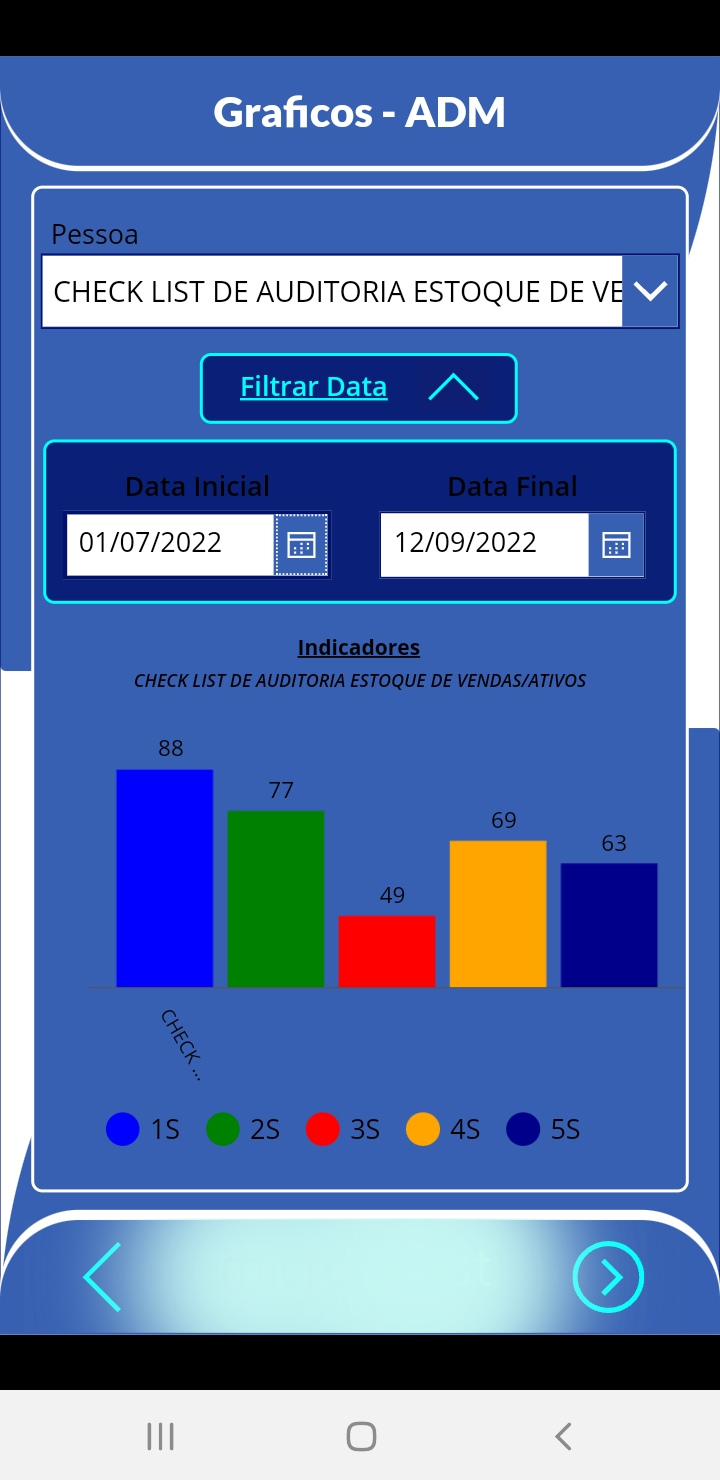 Graficos - ADM
Pessoa
CHECK LIST DE AUDITORIA ESTOQUE DE VE
Filtrar Data
Data Inicial
Data Final
01/07/2022
12/09/2022
Indicadores
CHECK LIST DE AUDITORIA ESTOQUE DE VENDAS/ATIVOS
88
77
49
69
63
CHECK ...
1S 2S 3S 4S 5S